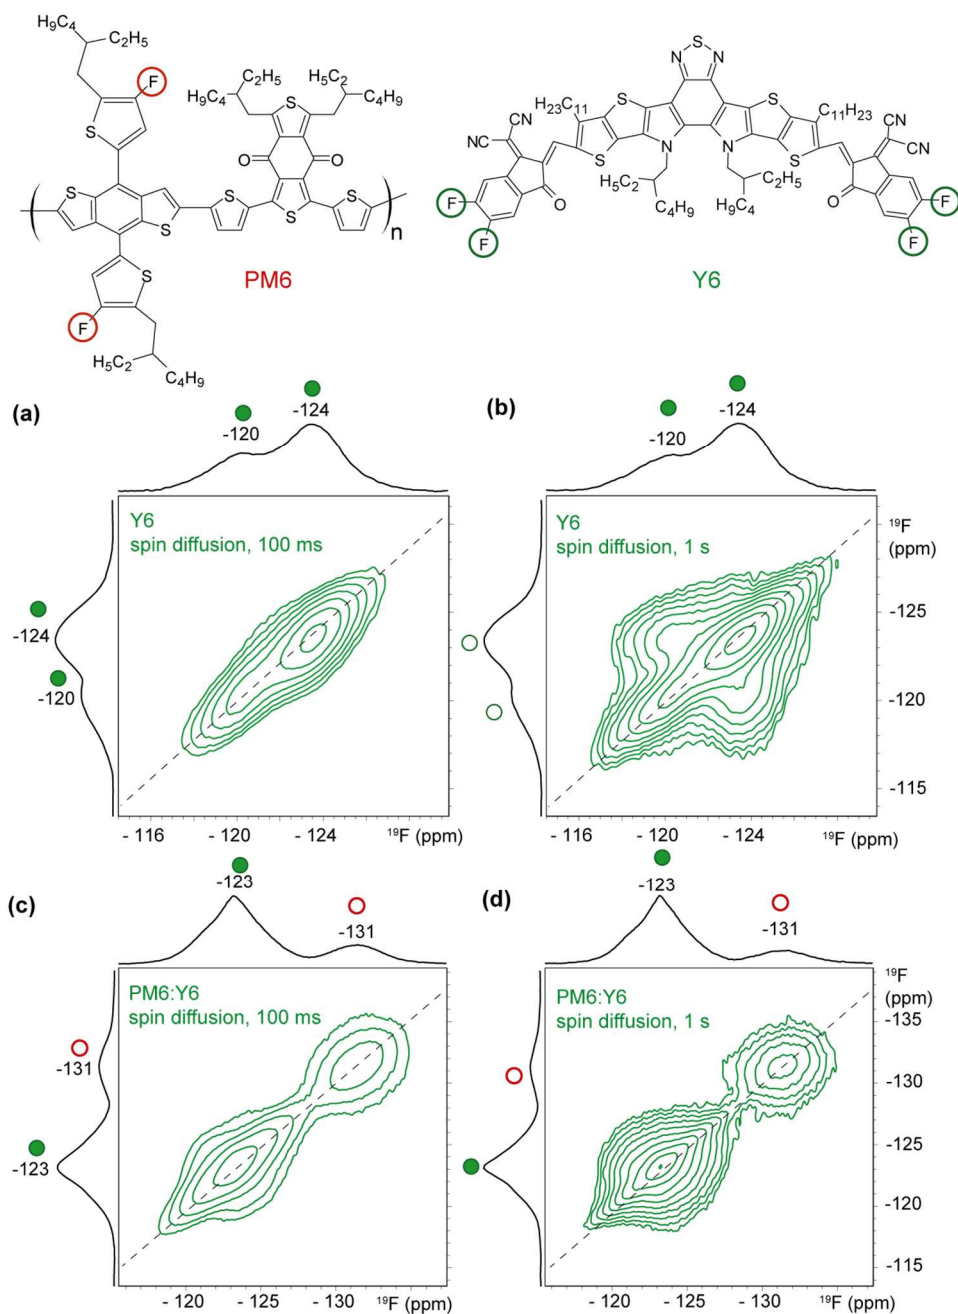 H9C4
C2H5
F
S
C2H5
H5C2
H9C4
C4H9
S
S
O
O
S
S
S
S
S
n
S
F
H5C2
C4H9
PM6
S
N
N
H23C11
C11H23
S
S
CN
CN
NC
CN
S
N
N
S
O
O
H5C2
C2H5
C4H9
H9C4
F
F
F
F
Y6
(a)
-120
-124
Y6
spin diffusion, 100 ms
-124
-120
- 116
- 120
- 124
19F (ppm)
(b)
-120
-124
Y6
spin diffusion, 1 s
19F
(ppm)
-125
-120
-115
- 116
- 120
- 124
19F (ppm)
(c)
-123
-131
PM6:Y6
spin diffusion, 100 ms
-131
-123
- 120
- 125
- 130
19F (ppm)
(d)
-123
-131
PM6:Y6
spin diffusion, 1 s
19F
(ppm)
-135
-130
-125
-120
-115
- 120
- 125
- 130
19F (ppm)